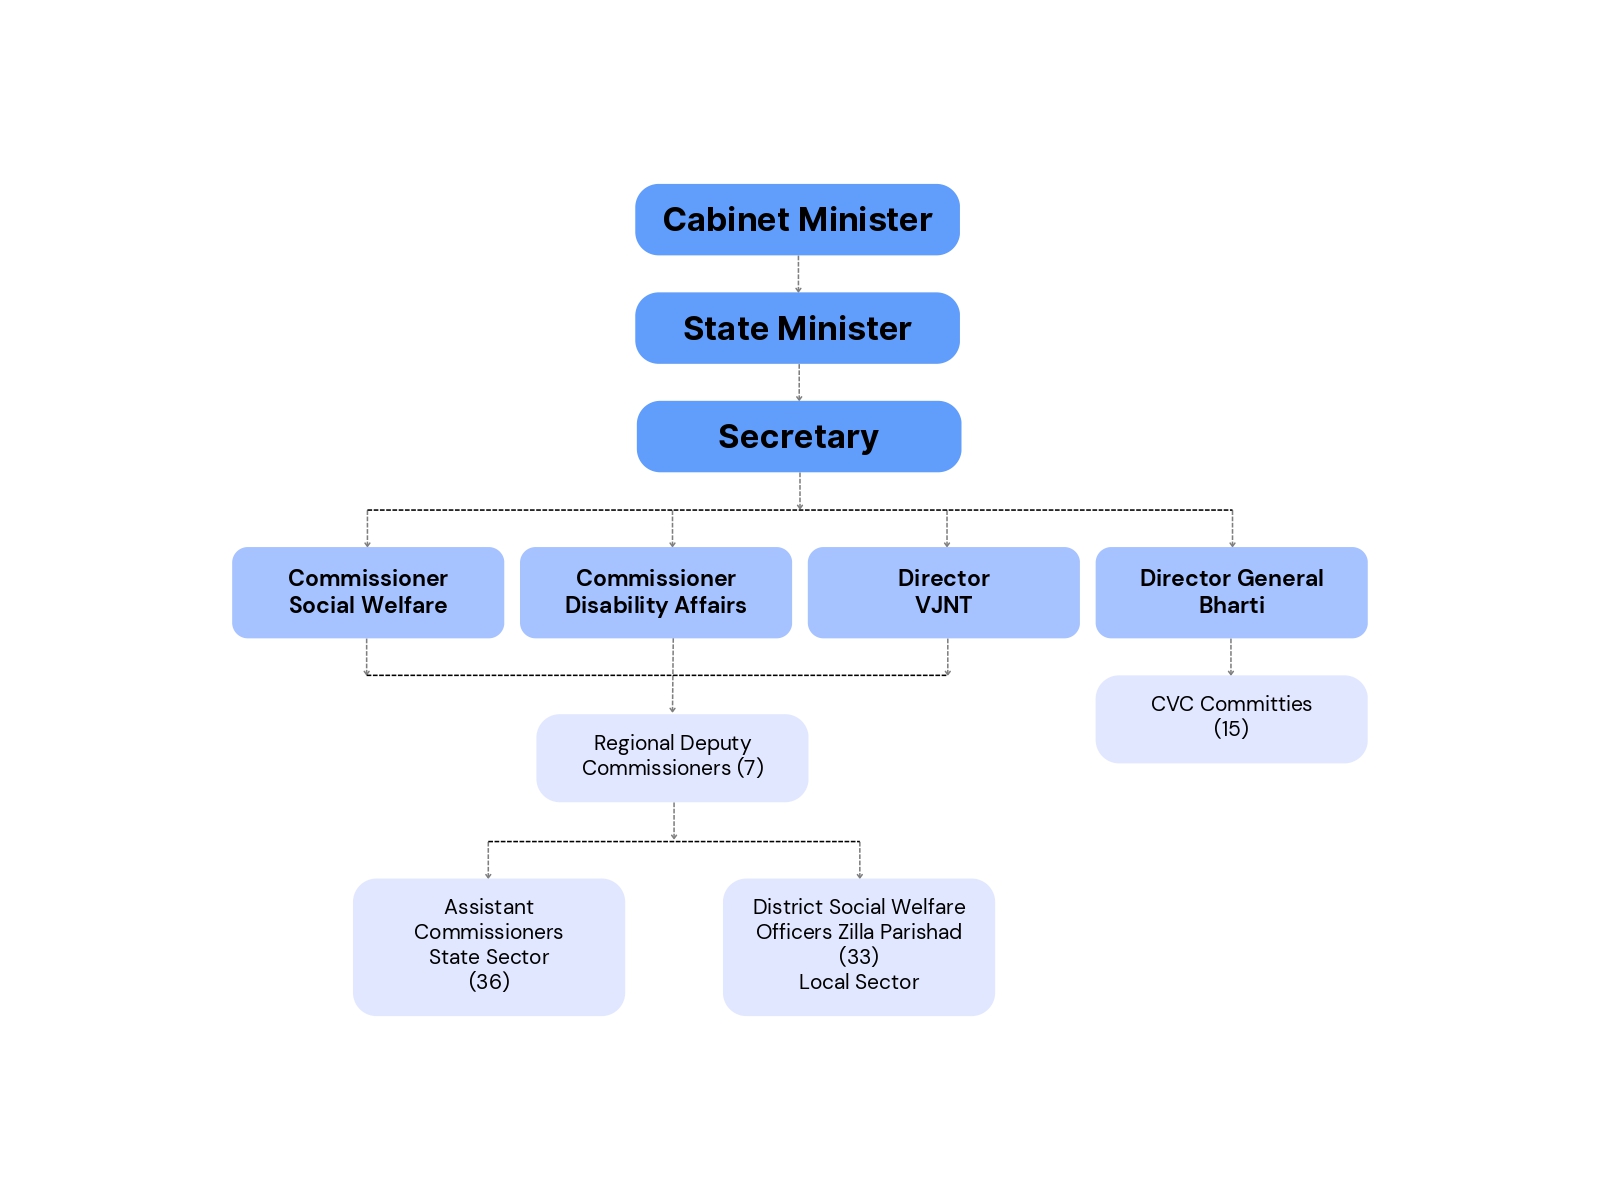 Cabinet Minister
State Minister
Secretary
Commissioner
Social Welfare
Commissioner
Disability Affairs
Director
VJNT
Director General
Bharti
CVC Committies
(15)
Regional Deputy
Commissioners (7)
Assistant
Commissioners
State Sector
(36)
District Social Welfare
Officers Zilla Parishad
(33)
Local Sector